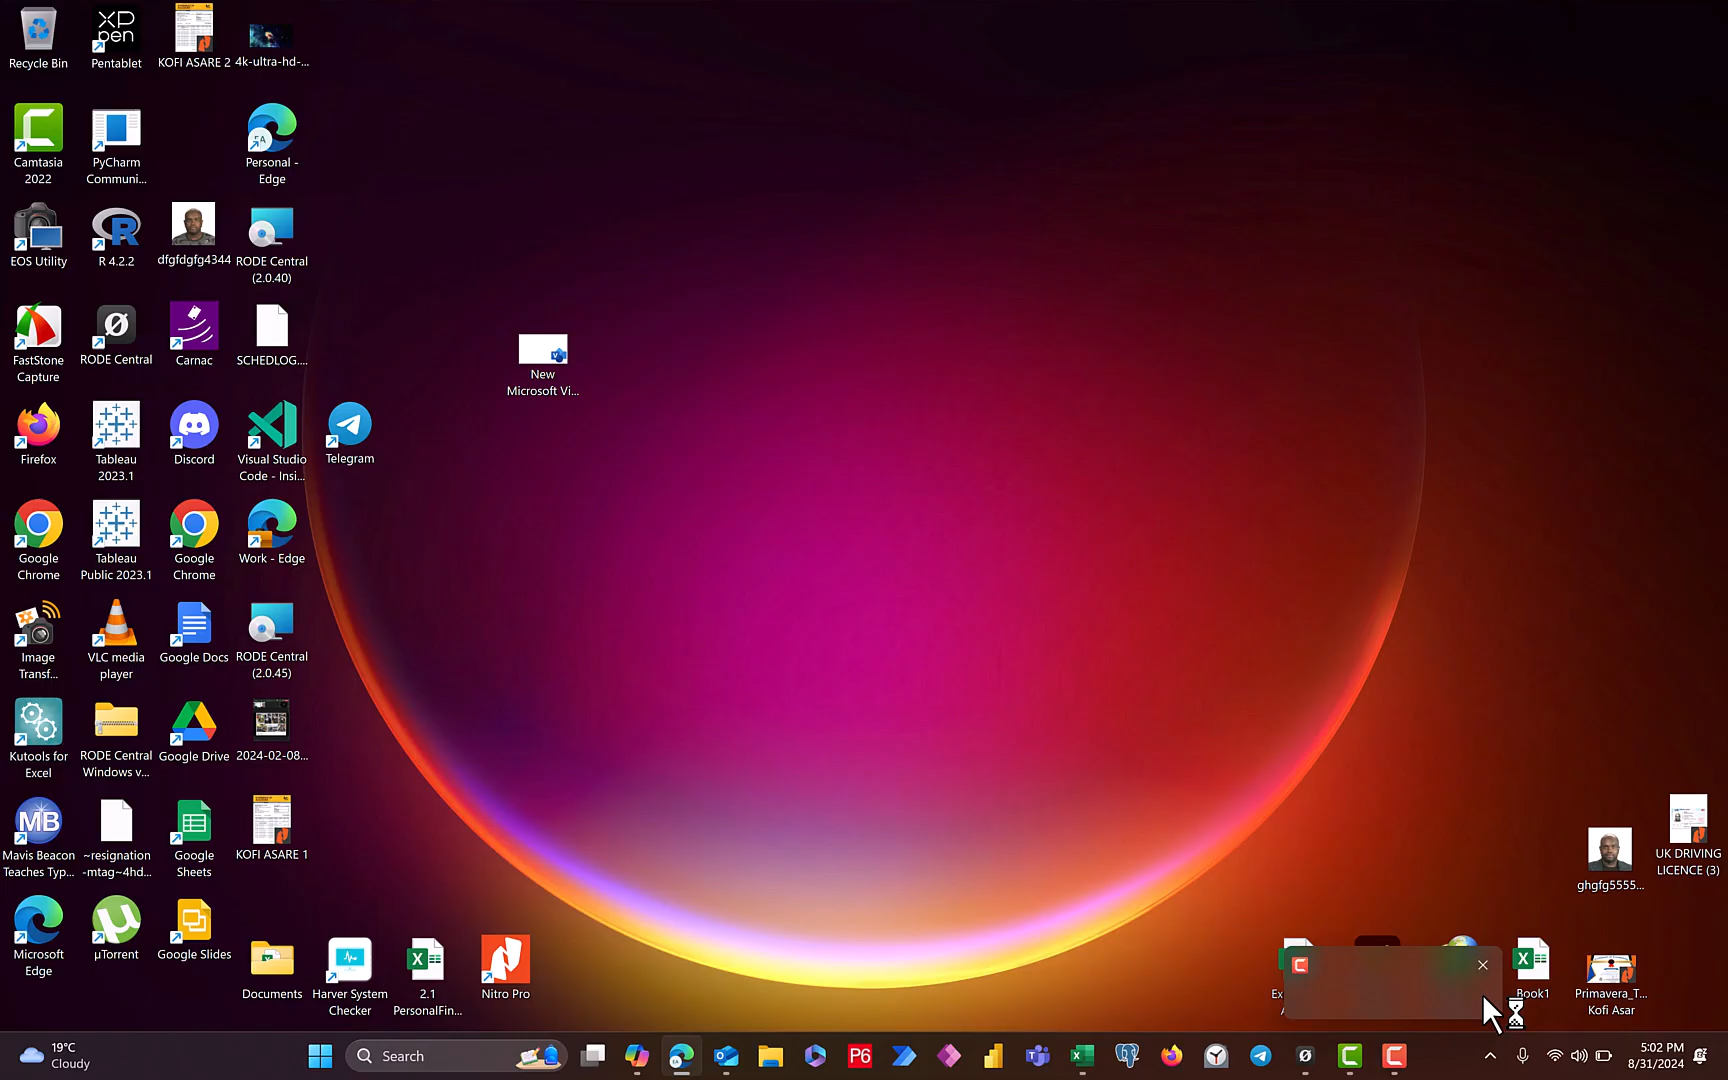 Recycle Bin
XP
pen
Pentablet
KOFI ASARE 2
4k-ultra-hd-...
Camtasia
2022
PyCharm
Communi...
EA
Personal -
Edge
EOS Utility
R 4.2.2
dfgfdgfg4344
RODE Central
(2.0.40)
FastStone
Capture
RODE Central
Carnac
SCHEDLOG....
New
Microsoft Vi...
Firefox
Tableau
2023.1
Discord
Visual Studio
Code - Insi...
Telegram
Google
Chrome
Tableau
Public 2023.1
Google
Chrome
Work - Edge
Image
Transf...
VLC media
player
Google Docs
RODE Central
(2.0.45)
Kutools for
Excel
RODE Central
Windows v...
Google Drive
2024-02-08...
MB
Mavis Beacon
Teaches Typ...
~resignation
-mtag~4hd...
Google
Sheets
KOFI ASARE 1
ghgfg5555...
UK DRIVING
LICENCE (3)
Microsoft
Edge
µTorrent
Google Slides
Documents
Harver System
Checker
2.1
PersonalFin...
Nitro Pro
Ex
Book1
Primavera_T...
Kofi Asar
19°C
Cloudy
Search
P6
5:02 PM
8/31/2024